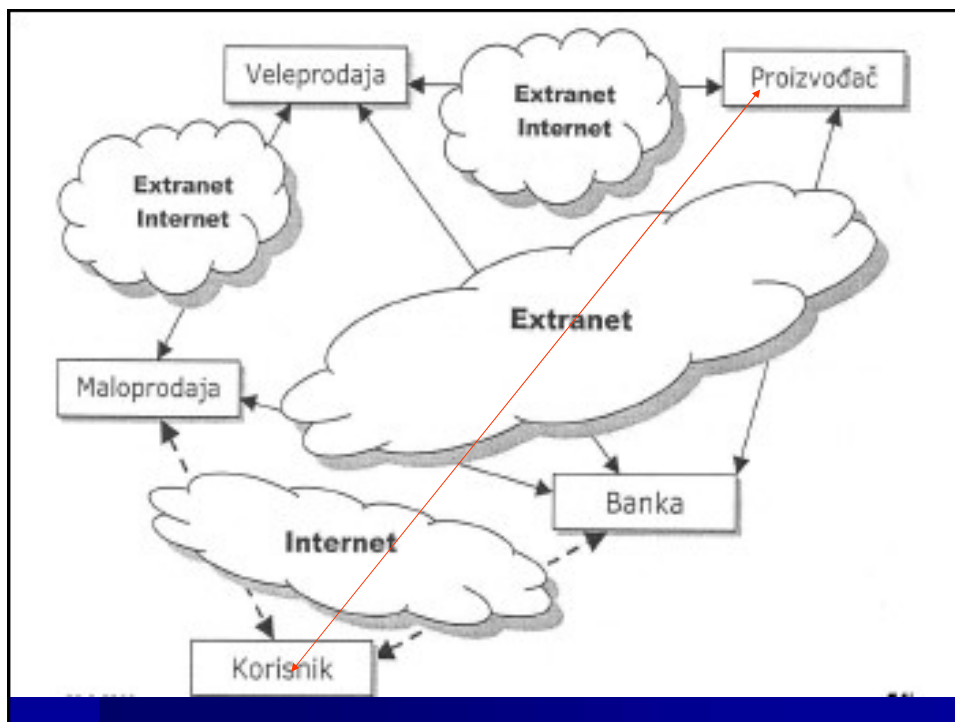 Veleprodaja
Proizvođač
Extranet
Internet
Extranet
Internet
Extranet
Maloprodaja
Banka
Internet
Korisnik